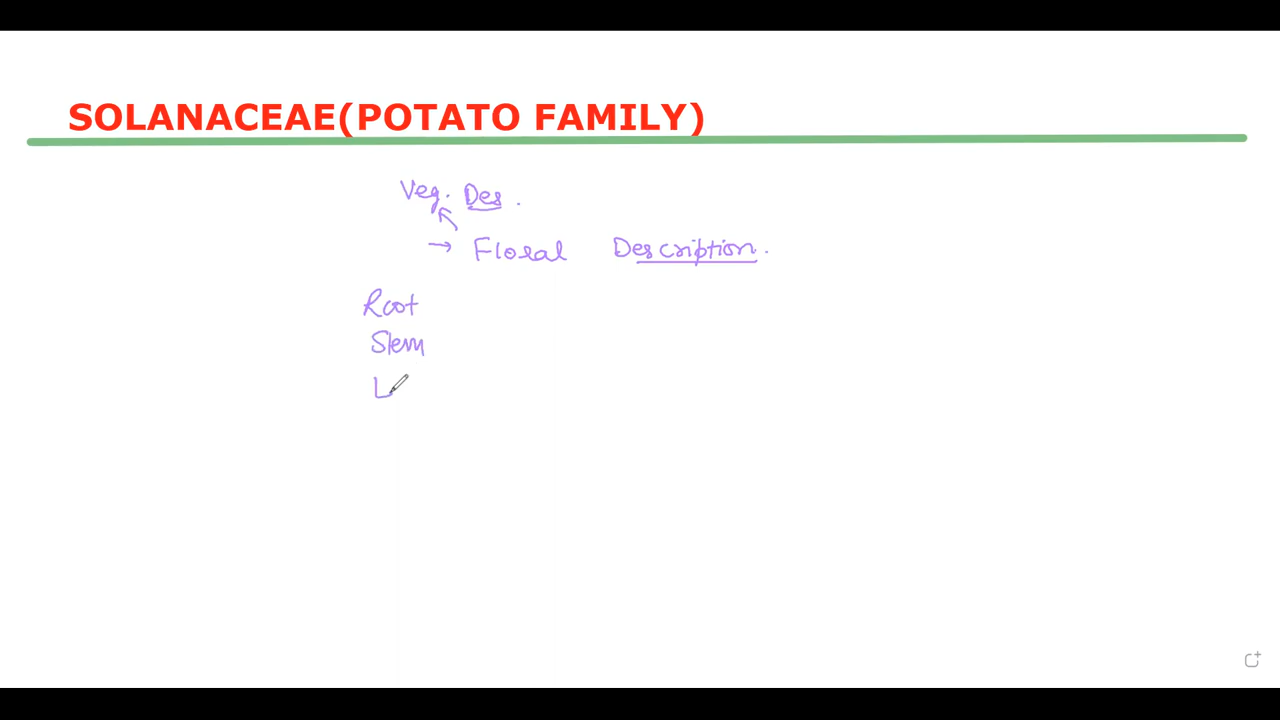 SOLANACEAE(POTATO FAMILY)
Veg. Des.
→ Floral Description.
Root
Stem
L